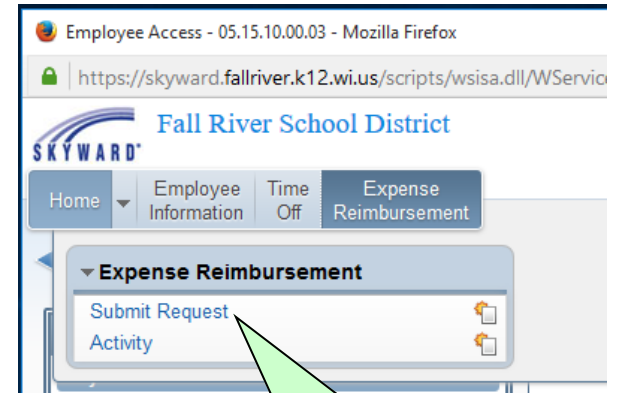 Employee Access - 05.15.10.00.03 - Mozilla Firefox
https://skyward.fallriver.k12.wi.us/scripts/wsisa.dll/WService
SKYWARD
Fall River School District
Home
Employee Information
Time Off
Expense Reimbursement
Expense Reimbursement
Submit Request
Activity